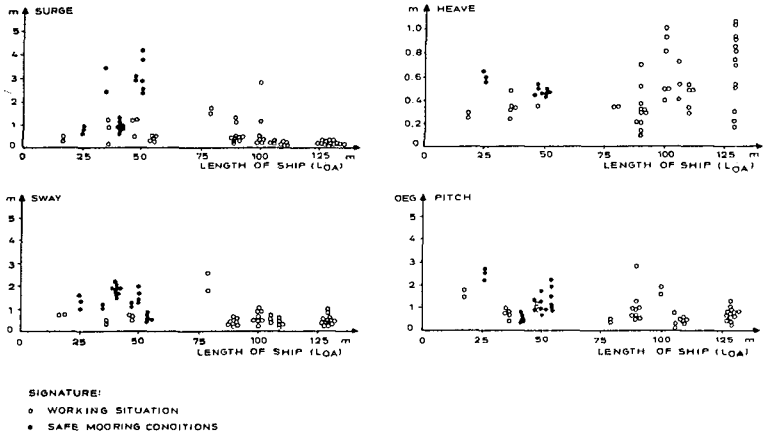 m SURGE
5
4
3
2
1
0
0 25 50 75 100 125 m
LENGTH OF SHIP (LOA)
m HEAVE
1.0
0.8
0.6
0.4
0.2
0
0 25 50 75 100 125 m
LENGTH OF SHIP (LOA)
m SWAY
5
4
3
2
1
0
0 25 50 75 100 125 m
LENGTH OF SHIP (LOA)
DEG PITCH
5
4
3
2
1
0
0 25 50 75 100 125 m
LENGTH OF SHIP (LOA)
SIGNATURE:
o WORKING SITUATION
• SAFE MOORING CONDITIONS